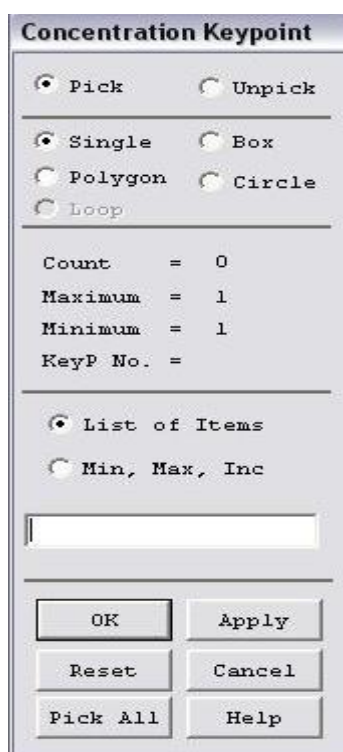 Concentration Keypoint
Pick Unpick
Single Box
Polygon Circle
Loop
Count = 0
Maximum = 1
Minimum = 1
KeyP No. =
List of Items
Min, Max, Inc
OK Apply
Reset Cancel
Pick All Help